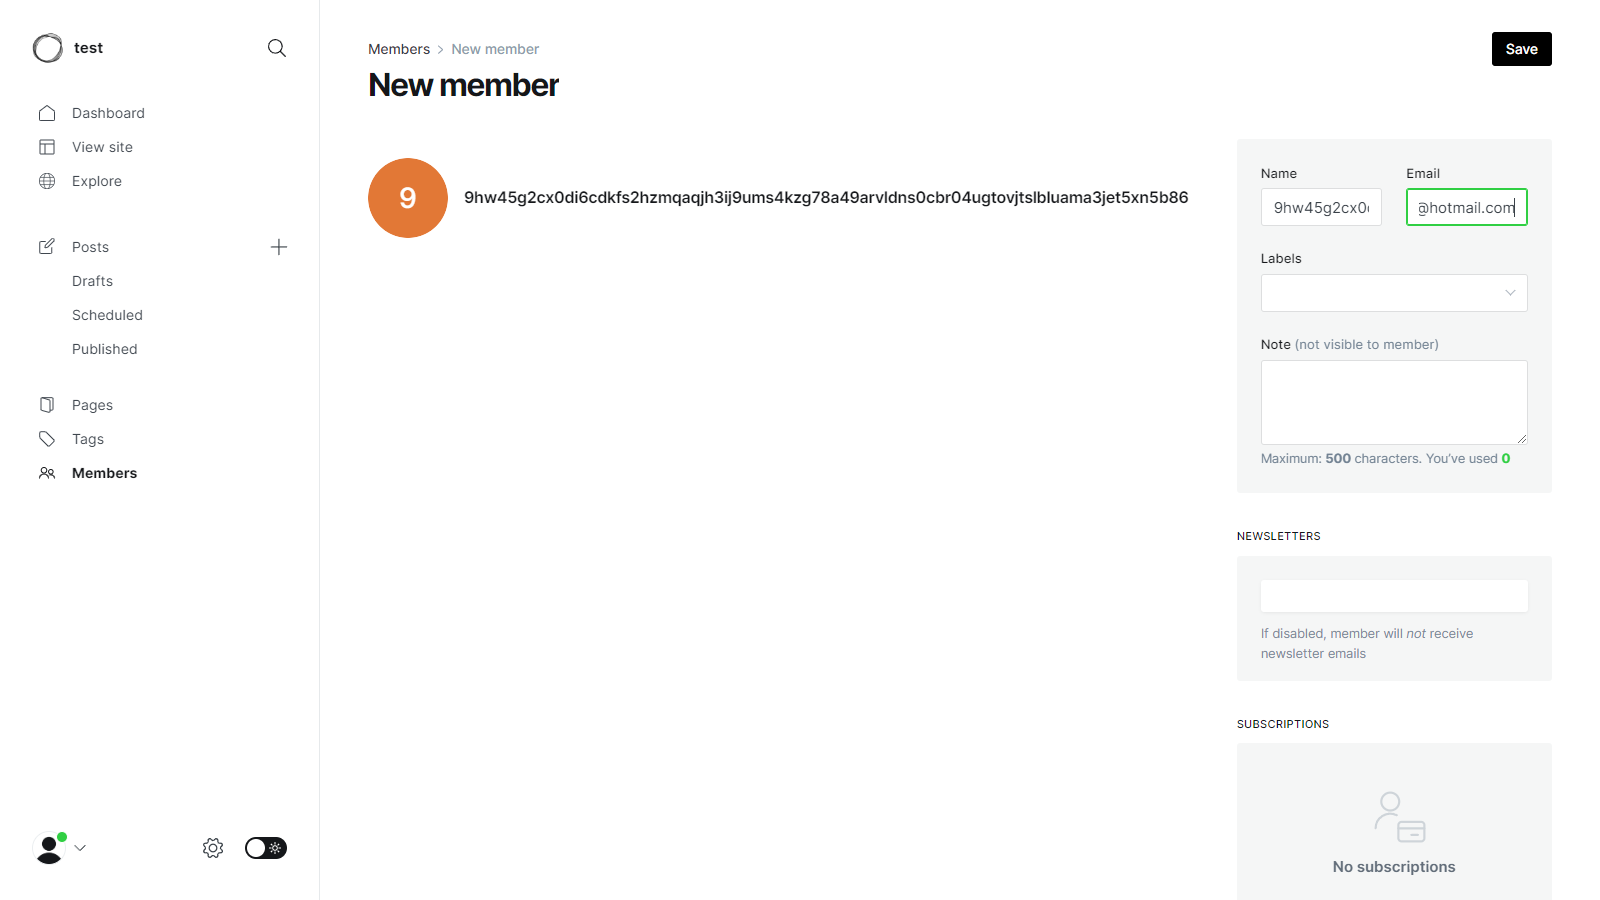 test
Dashboard
View site
Explore
Posts
Drafts
Scheduled
Published
Pages
Tags
Members
Members > New member
New member
Save
9
9hw45g2cx0di6cdkfs2hzmqaqjh3ij9ums4kzg78a49arvldns0cbr04ugtovjtslbluama3jet5xn5b86
Name
Email
9hw45g2cx0
@hotmail.com
Labels
Note (not visible to member)
Maximum: 500 characters. You've used 0
NEWSLETTERS
If disabled, member will not receive
newsletter emails
SUBSCRIPTIONS
No subscriptions